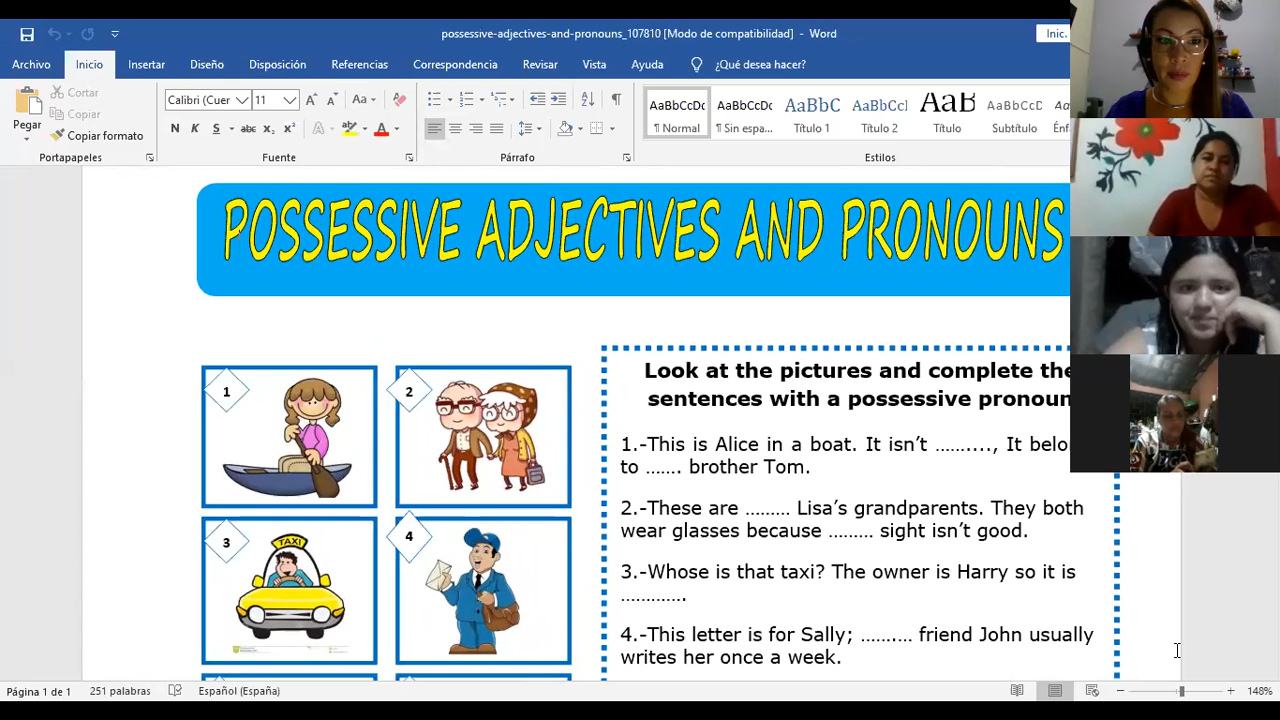 possessive-adjectives-and-pronouns_107810 [Modo de compatibilidad] - Word
Inic.
Archivo
Inicio
Insertar
Diseño
Disposición
Referencias
Correspondencia
Revisar
Vista
Ayuda
¿Qué desea hacer?
Pegar
Cortar
Copiar
Copiar formato
Portapapeles
Calibri (Cuer
11
Fuente
Párrafo
AaBbCcDc
¶ Normal
AaBbCcDc
¶ Sin espa...
AaBbC
Título 1
AaBbCcI
Título 2
AaB
Título
AaBbCcD
Subtítulo
Estilos
POSSESSIVE ADJECTIVES AND PRONOUNS
1
2
3
TAXI
4
Look at the pictures and complete the
sentences with a possessive pronoun
1.-This is Alice in a boat. It isn't ........., It belo
to ....... brother Tom.
2.-These are ......... Lisa's grandparents. They both
wear glasses because ......... sight isn't good.
3.-Whose is that taxi? The owner is Harry so it is
.............
4.-This letter is for Sally; .......... friend John usually
writes her once a week.
Página 1 de 1
251 palabras
Español (España)
148%